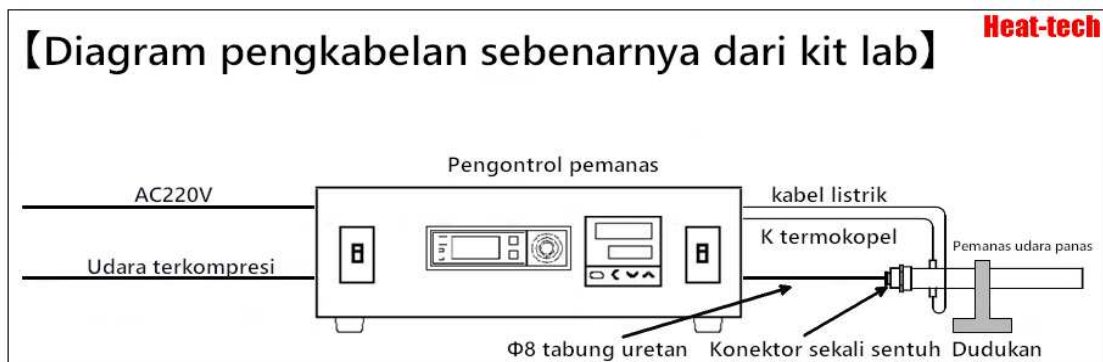 Heat-tech
【Diagram pengkabelan sebenarnya dari kit lab】
Pengontrol pemanas
AC220V
kabel listrik
K termokopel
Pemanas udara panas
Udara terkompresi
Φ8 tabung uretan
Konektor sekali sentuh
Dudukan